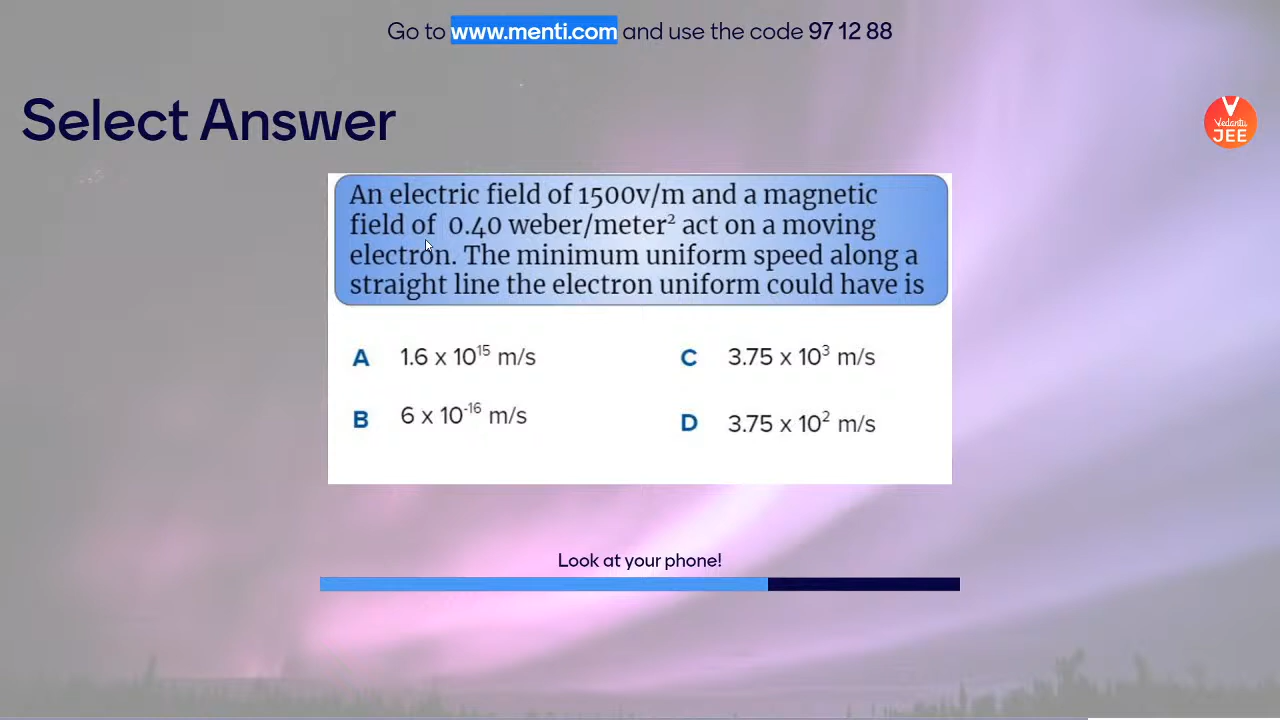 Go to www.menti.com and use the code 97 12 88
Select Answer
Vedantu
JEE
An electric field of 1500v/m and a magnetic
field of 0.40 weber/meter² act on a moving
electron. The minimum uniform speed along a
straight line the electron uniform could have is
A 1.6 x 10¹⁵ m/s
C 3.75 x 10³ m/s
B 6 x 10⁻¹⁶ m/s
D 3.75 x 10² m/s
Look at your phone!